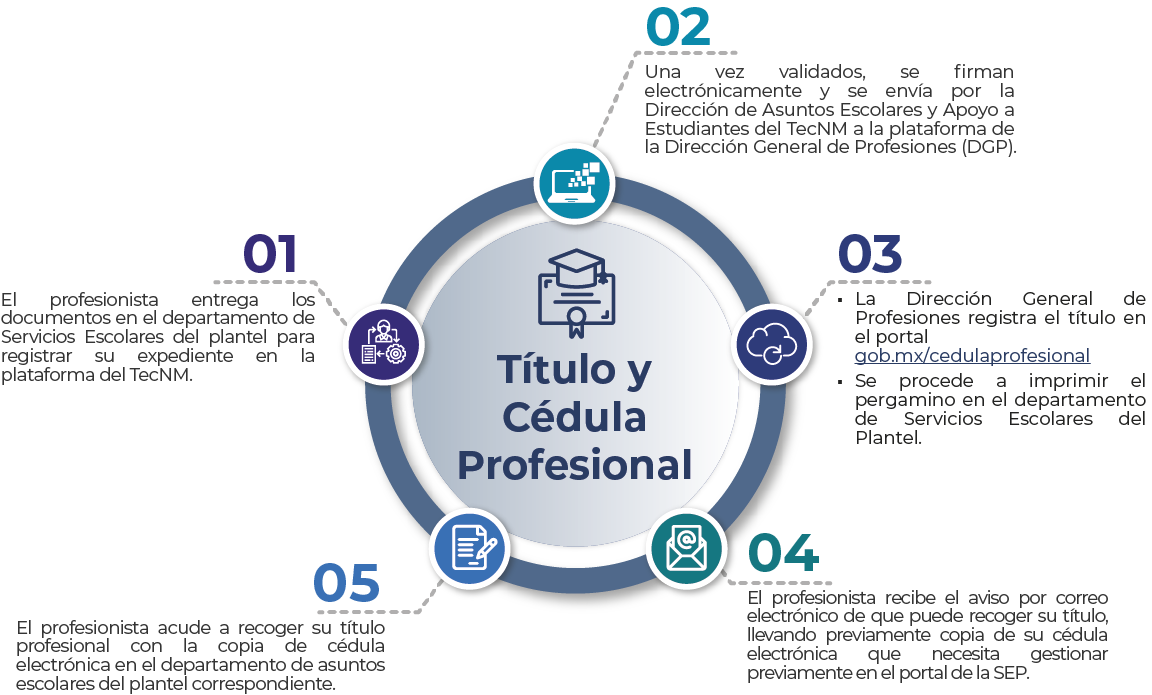 Título y
Cédula
Profesional
01
El profesionista entrega los
documentos en el departamento de
Servicios Escolares del plantel para
registrar su expediente en la
plataforma del TecNM.
02
Una vez validados, se firman
electrónicamente y se envía por la
Dirección de Asuntos Escolares y Apoyo a
Estudiantes del TecNM a la plataforma de
la Dirección General de Profesiones (DGP).
03
▪ La Dirección General de
Profesiones registra el título en
el portal
gob.mx/cedulaprofesional
▪ Se procede a imprimir el
pergamino en el departamento
de Servicios Escolares del
Plantel.
04
El profesionista recibe el aviso por correo
electrónico de que puede recoger su título,
llevando previamente copia de su cédula
electrónica que necesita gestionar
previamente en el portal de la SEP.
05
El profesionista acude a recoger su título
profesional con la copia de cédula
electrónica en el departamento de asuntos
escolares del plantel correspondiente.